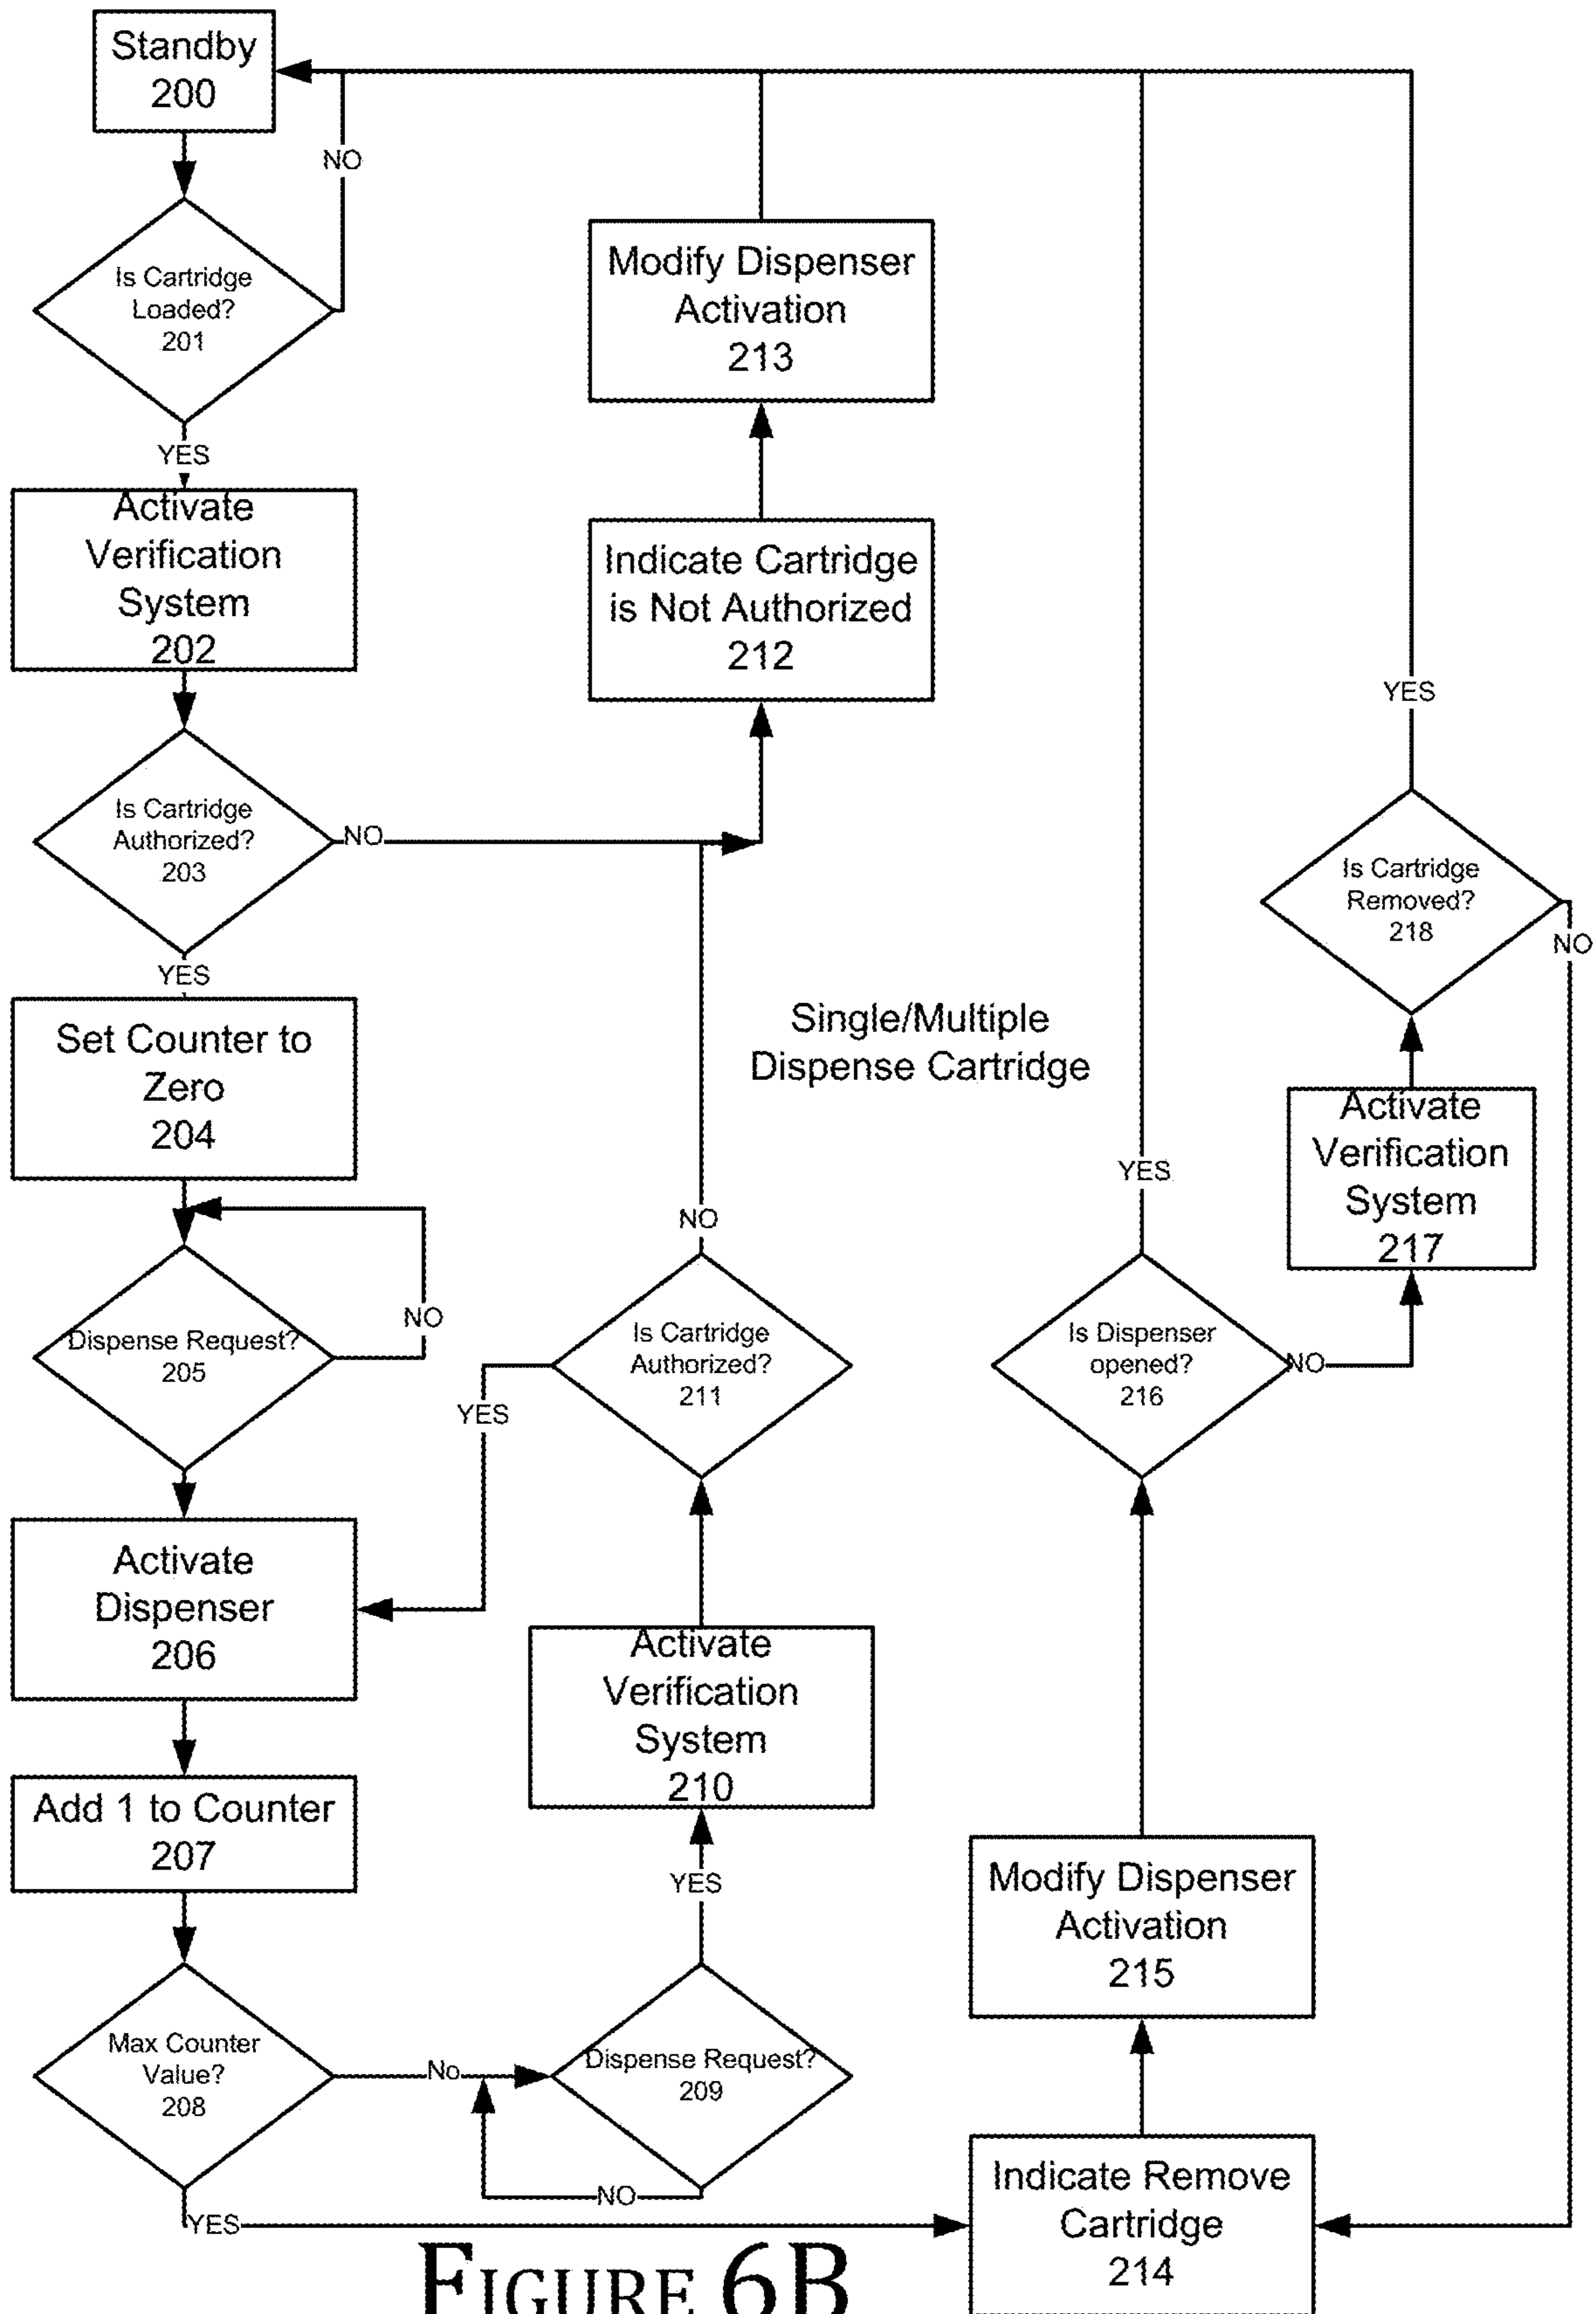 Standby
200
NO
Is Cartridge
Loaded?
201
YES
Modify Dispenser
Activation
213
Activate
Verification
System
202
Indicate Cartridge
is Not Authorized
212
YES
Is Cartridge
Authorized?
203
NO
Is Cartridge
Removed?
218
NO
YES
Set Counter to
Zero
204
Single/Multiple
Dispense Cartridge
Activate
Verification
System
217
YES
NO
NO
Dispense Request?
205
Is Cartridge
Authorized?
211
Is Dispenser
opened?
216
NO
YES
Activate
Dispenser
206
Activate
Verification
System
210
Add 1 to Counter
207
YES
Modify Dispenser
Activation
215
Max Counter
Value?
208
No
Dispense Request?
209
NO
YES
Indicate Remove
Cartridge
214
FIGURE 6B